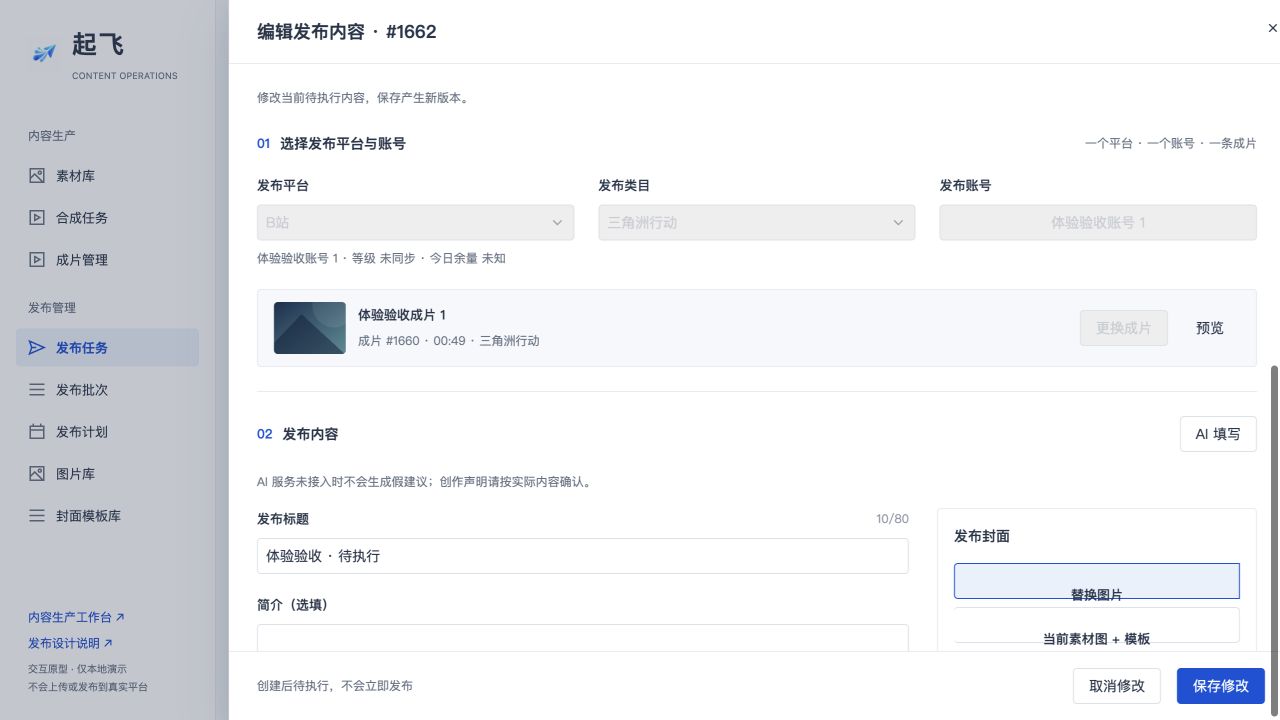 起飞
CONTENT OPERATIONS
内容生产
素材库
合成任务
成片管理
发布管理
发布任务
发布批次
发布计划
图片库
封面模板库
内容生产工作台 ↗
发布设计说明 ↗
交互原型 · 仅本地演示
不会上传或发布到真实平台
编辑发布内容 · #1662
×
修改当前待执行内容，保存产生新版本。
01 选择发布平台与账号
一个平台 · 一个账号 · 一条成片
发布平台
发布类目
发布账号
B站
三角洲行动
体验验收账号 1
体验验收账号 1 · 等级 未同步 · 今日余量 未知
体验验收成片 1
成片 #1660 · 00:49 · 三角洲行动
更换成片
预览
02 发布内容
AI 填写
AI 服务未接入时不会生成假建议；创作声明请按实际内容确认。
发布标题
10/80
体验验收 · 待执行
简介（选填）
发布封面
替换图片
当前素材图 + 模板
创建后待执行，不会立即发布
取消修改
保存修改